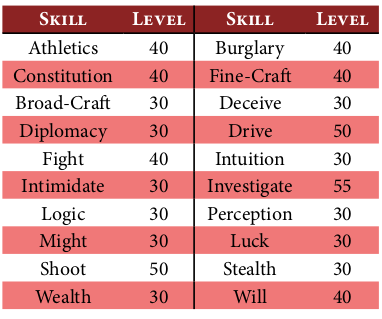 Skill Level Skill Level
Athletics 40 Burglary 40
Constitution 40 Fine-Craft 40
Broad-Craft 30 Deceive 30
Diplomacy 30 Drive 50
Fight 40 Intuition 30
Intimidate 30 Investigate 55
Logic 30 Perception 30
Might 30 Luck 30
Shoot 50 Stealth 30
Wealth 30 Will 40